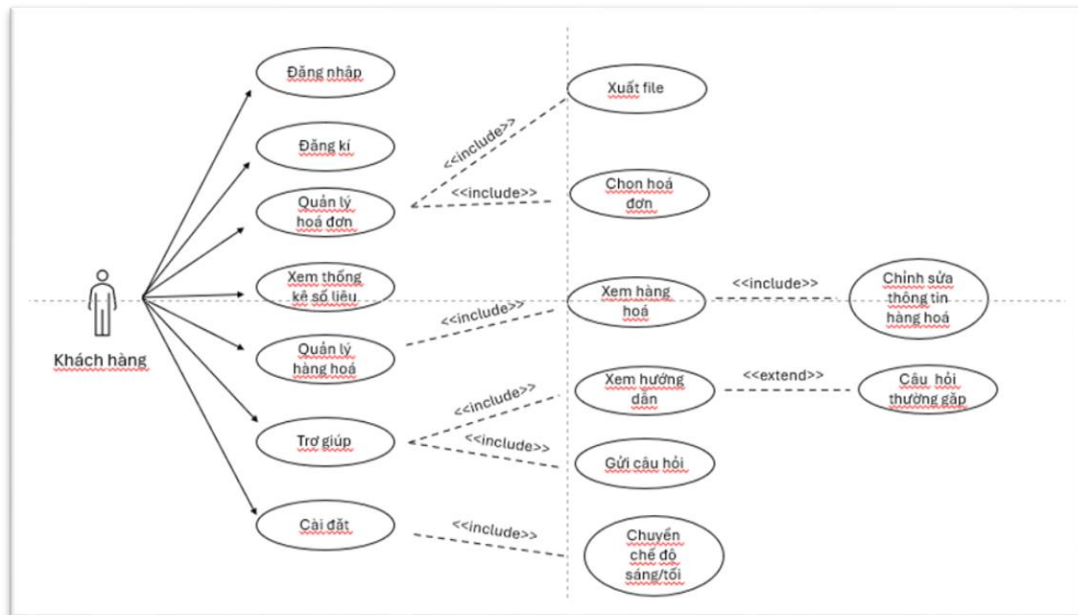 Đăng nhập
Đăng kí
Quản lý
hoá đơn
Xem thống
kê số liệu
Quản lý
hàng hoá
Trợ giúp
Cài đặt
Khách hàng
<<include>>
<<include>>
<<include>>
<<include>>
<<include>>
<<include>>
Xuất file
Chọn hoá
đơn
Xem hàng
hoá
Xem hướng
dẫn
Gửi câu hỏi
Chuyển
chế độ
sáng/tối
<<include>>
<<extend>>
Chỉnh sửa
thông tin
hàng hoá
Câu hỏi
thường gặp